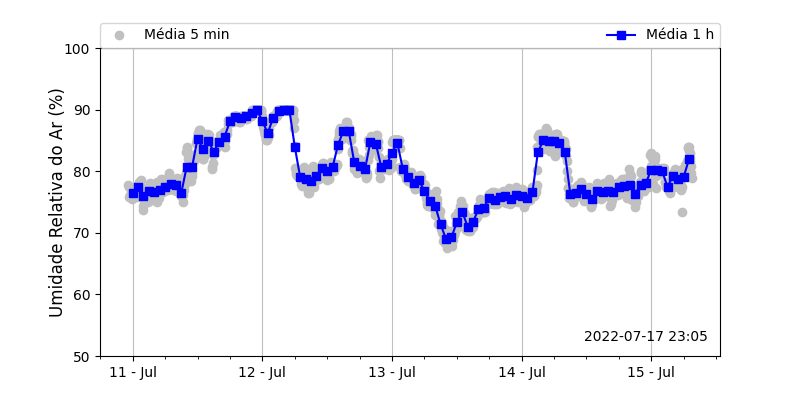 Média 5 min
Média 1 h
100
90
80
70
60
50
Umidade Relativa do Ar (%)
2022-07-17 23:05
11 - Jul
12 - Jul
13 - Jul
14 - Jul
15 - Jul